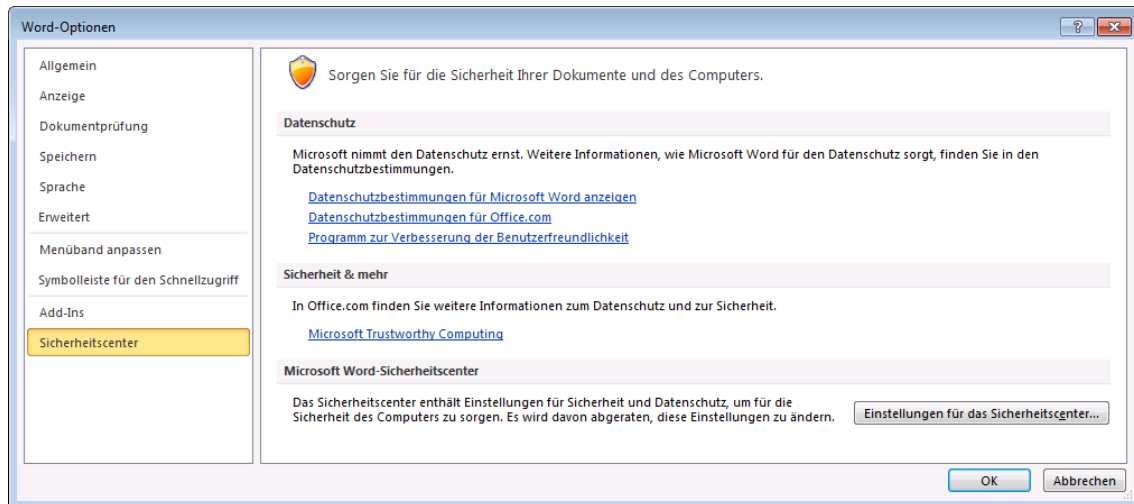 Word-Optionen
?
Allgemein
Anzeige
Dokumentprüfung
Speichern
Sprache
Erweitert
Menüband anpassen
Symbolleiste für den Schnellzugriff
Add-Ins
Sicherheitscenter
Sorgen Sie für die Sicherheit Ihrer Dokumente und des Computers.
Datenschutz
Microsoft nimmt den Datenschutz ernst. Weitere Informationen, wie Microsoft Word für den Datenschutz sorgt, finden Sie in den
Datenschutzbestimmungen.
Datenschutzbestimmungen für Microsoft Word anzeigen
Datenschutzbestimmungen für Office.com
Programm zur Verbesserung der Benutzerfreundlichkeit
Sicherheit & mehr
In Office.com finden Sie weitere Informationen zum Datenschutz und zur Sicherheit.
Microsoft Trustworthy Computing
Microsoft Word-Sicherheitscenter
Das Sicherheitscenter enthält Einstellungen für Sicherheit und Datenschutz, um für die
Sicherheit des Computers zu sorgen. Es wird davon abgeraten, diese Einstellungen zu ändern.
Einstellungen für das Sicherheitscenter...
OK
Abbrechen